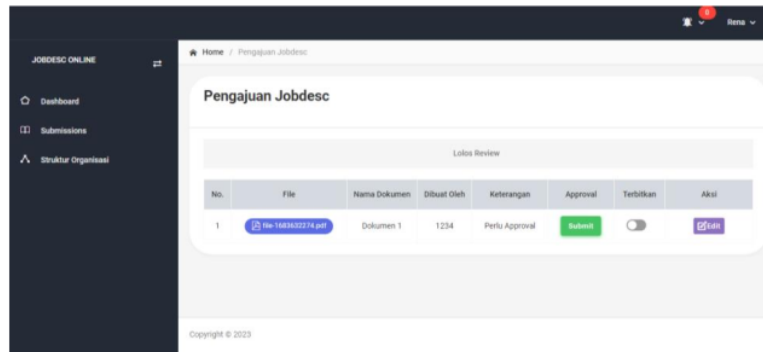 0
Rena
JOBDESC ONLINE
Home / Pengajuan Jobdesc
Dashboard
Submissions
Struktur Organisasi
Pengajuan Jobdesc
Lolos Review
No. File Nama Dokumen Dibuat Oleh Keterangan Approval Terbitkan Aksi
1 file-1683632274.pdf Dokumen 1 1234 Perlu Approval Submit Edit
Copyright © 2023